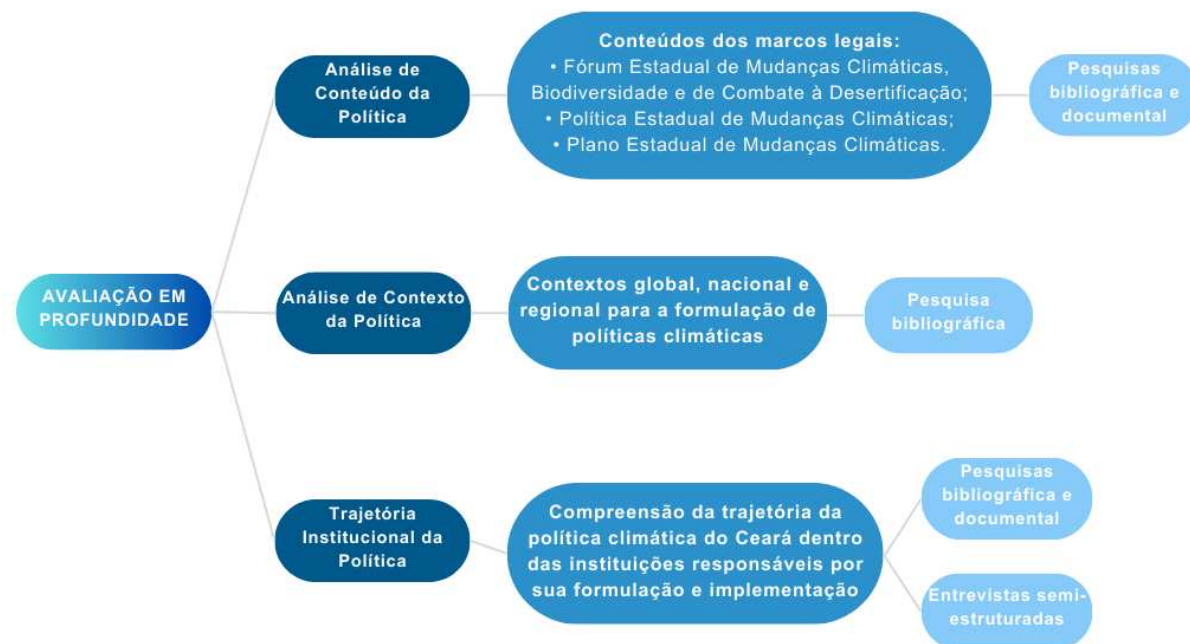 AVALIAÇÃO EM
PROFUNDIDADE
Análise de
Conteúdo da
Política
Conteúdos dos marcos legais:
• Fórum Estadual de Mudanças Climáticas,
Biodiversidade e de Combate à Desertificação;
• Política Estadual de Mudanças Climáticas;
• Plano Estadual de Mudanças Climáticas.
Pesquisas
bibliográfica e
documental
Análise de Contexto
da Política
Contextos global, nacional e
regional para a formulação de
políticas climáticas
Pesquisa
bibliográfica
Trajetória
Institucional da
Política
Compreensão da trajetória da
política climática do Ceará dentro
das instituições responsáveis por
sua formulação e implementação
Pesquisas
bibliográfica e
documental
Entrevistas semi-
estruturadas